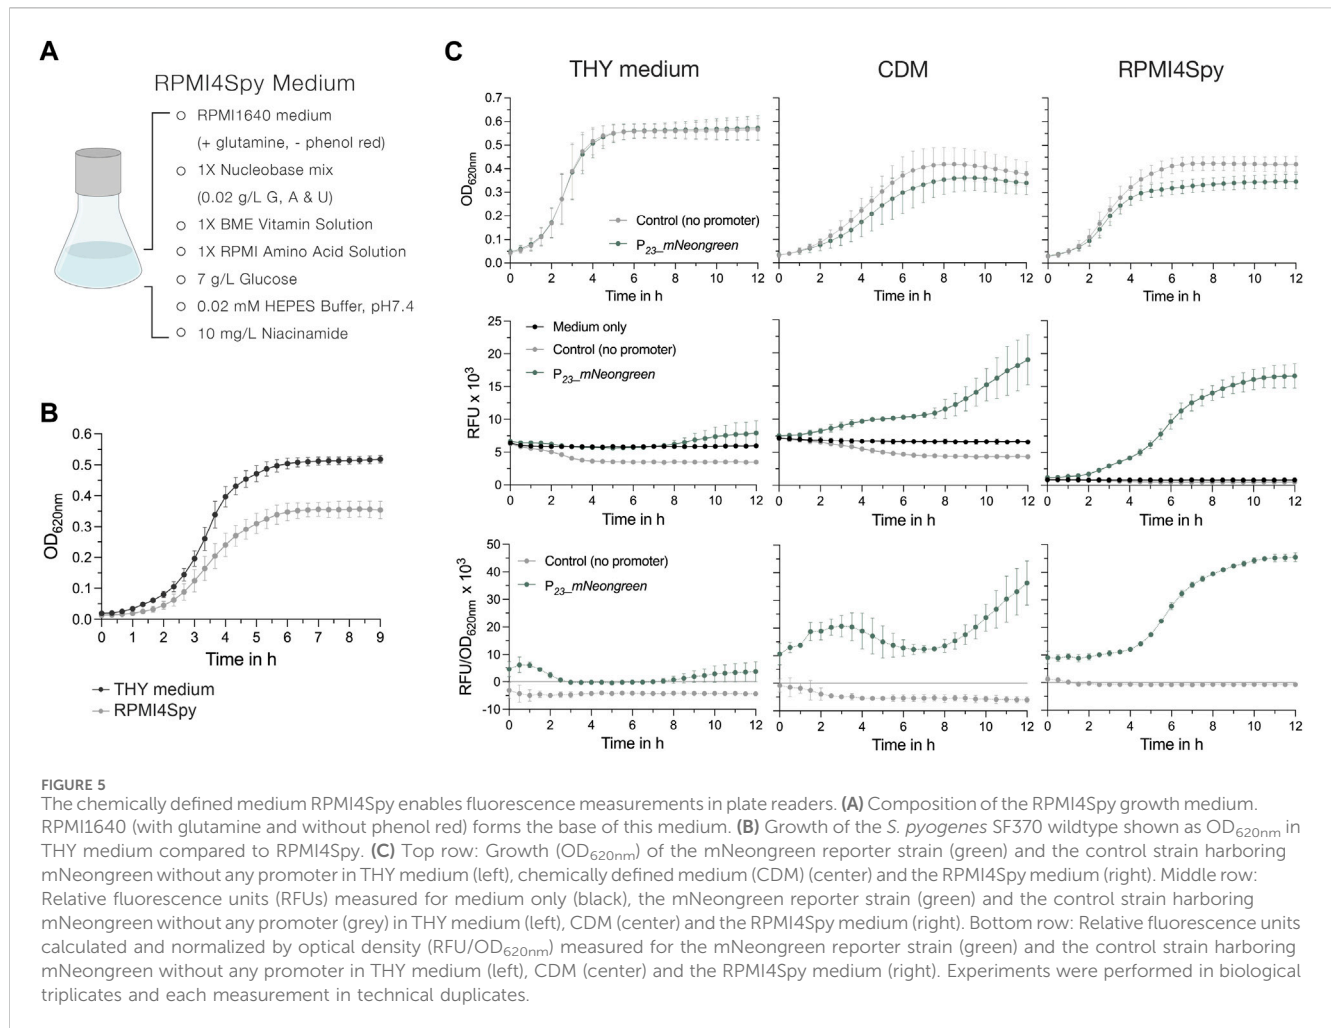 A
RPMI4Spy Medium
RPMI1640 medium
(+ glutamine, - phenol red)
1X Nucleobase mix
(0.02 g/L G, A & U)
1X BME Vitamin Solution
1X RPMI Amino Acid Solution
7 g/L Glucose
0.02 mM HEPES Buffer, pH7.4
10 mg/L Niacinamide
B
OD620nm
0.6
0.5
0.4
0.3
0.2
0.1
0.0
0 1 2 3 4 5 6 7 8 9
Time in h
THY medium
RPMI4Spy
C
THY medium CDM RPMI4Spy
OD620nm
0.7
0.6
0.5
0.4
0.3
0.2
0.1
0.0
Control (no promoter)
P23_mNeongreen
0 2 4 6 8 10 12 0 2 4 6 8 10 12 0 2 4 6 8 10 12
Time in h Time in h Time in h
RFU x 10³
25
20
15
10
5
0
Medium only
Control (no promoter)
P23_mNeongreen
0 2 4 6 8 10 12 0 2 4 6 8 10 12 0 2 4 6 8 10 12
Time in h Time in h Time in h
RFU/OD620nm x 10³
50
40
30
20
10
0
-10
Control (no promoter)
P23_mNeongreen
0 2 4 6 8 10 12 0 2 4 6 8 10 12 0 2 4 6 8 10 12
Time in h Time in h Time in h
FIGURE 5
The chemically defined medium RPMI4Spy enables fluorescence measurements in plate readers. (A) Composition of the RPMI4Spy growth medium.
RPMI1640 (with glutamine and without phenol red) forms the base of this medium. (B) Growth of the S. pyogenes SF370 wildtype shown as OD620nm in
THY medium compared to RPMI4Spy. (C) Top row: Growth (OD620nm) of the mNeongreen reporter strain (green) and the control strain harboring
mNeongreen without any promoter in THY medium (left), chemically defined medium (CDM) (center) and the RPMI4Spy medium (right). Middle row:
Relative fluorescence units (RFUs) measured for medium only (black), the mNeongreen reporter strain (green) and the control strain harboring
mNeongreen without any promoter (grey) in THY medium (left), CDM (center) and the RPMI4Spy medium (right). Bottom row: Relative fluorescence units
calculated and normalized by optical density (RFU/OD620nm) measured for the mNeongreen reporter strain (green) and the control strain harboring
mNeongreen without any promoter in THY medium (left), CDM (center) and the RPMI4Spy medium (right). Experiments were performed in biological
triplicates and each measurement in technical duplicates.